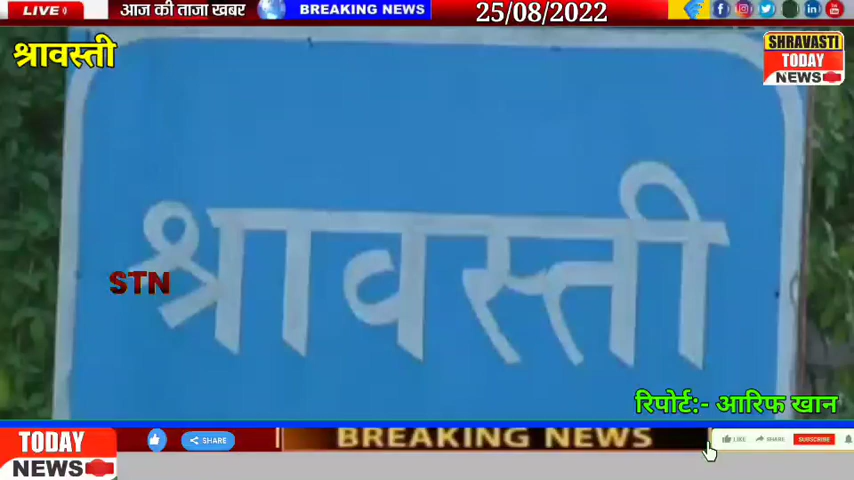 LIVE
आज की ताजा खबर
BREAKING NEWS
25/08/2022
श्रावस्ती
SHRAVASTI
TODAY
NEWS
श्रावस्ती
STN
रिपोर्ट:- आरिफ खान
TODAY
NEWS
SHARE
BREAKING NEWS
LIKE
SHARE
SUBSCRIBE